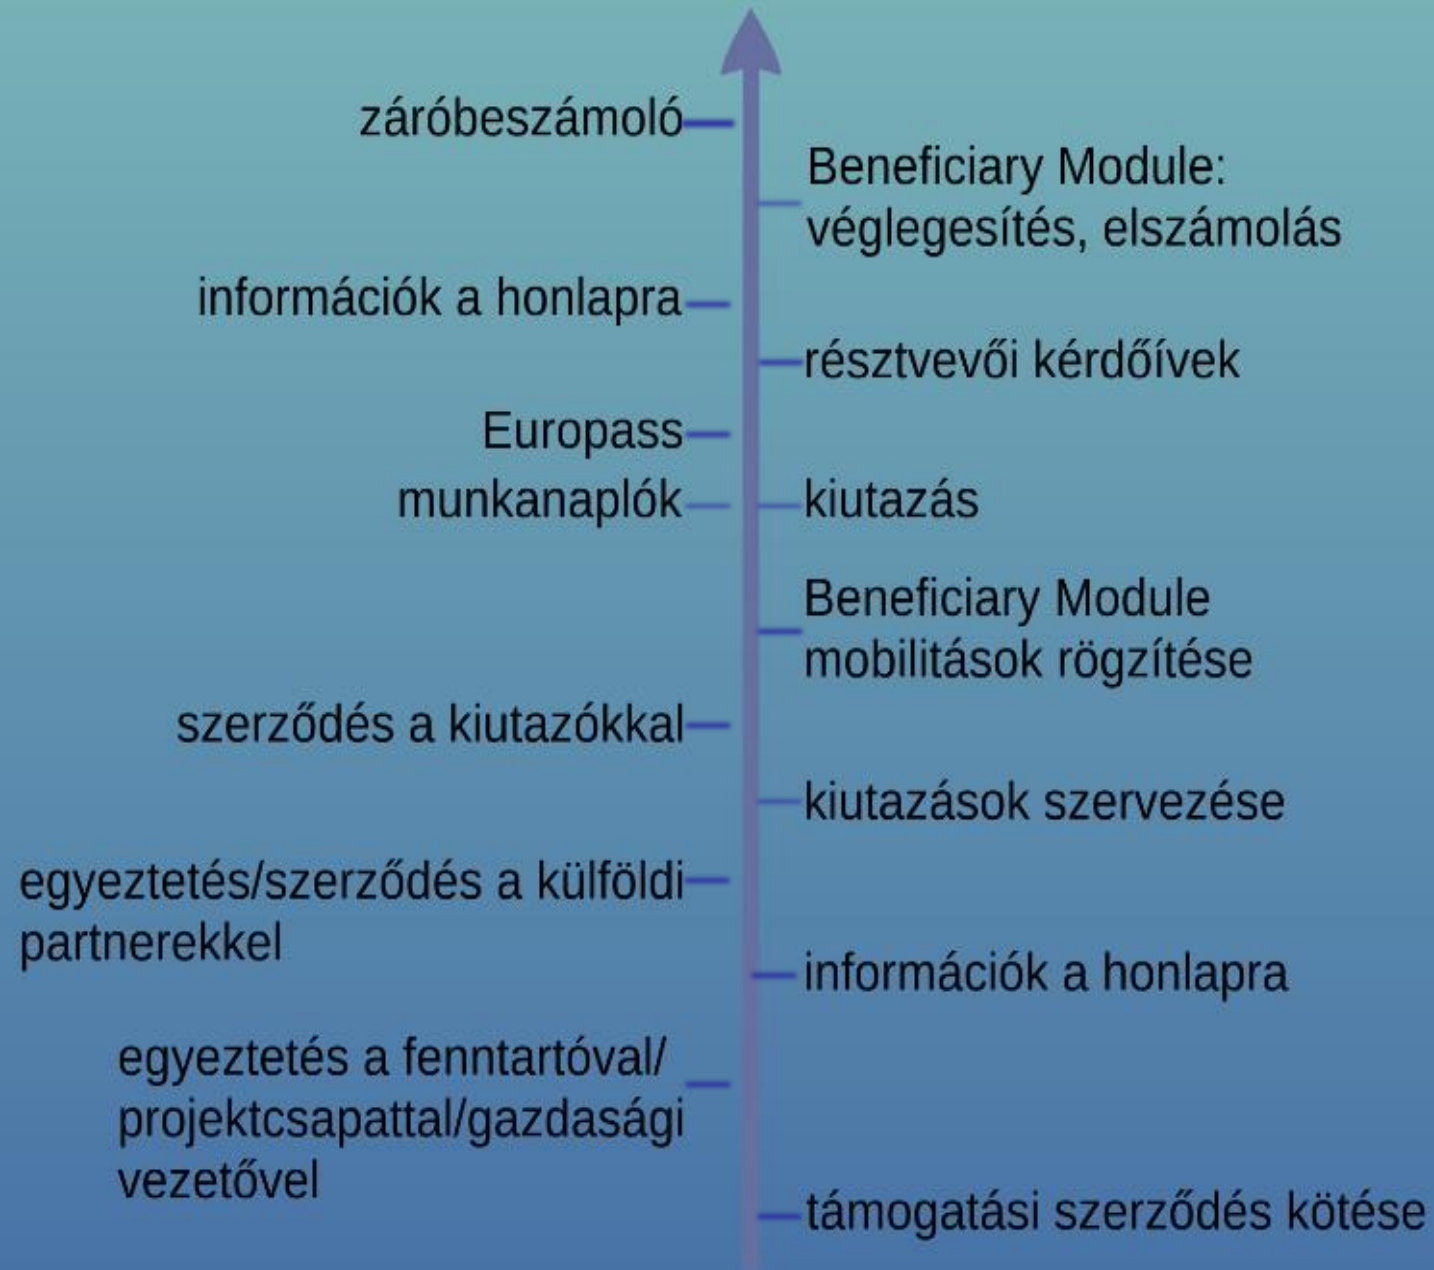 záróbeszámoló
Beneficiary Module:
véglegesítés, elszámolás
információk a honlapra
résztvevői kérdőívek
Europass
munkanaplók
kiutazás
Beneficiary Module
mobilitások rögzítése
szerződés a kiutazókkal
kiutazások szervezése
egyeztetés/szerződés a külföldi
partnerekkel
információk a honlapra
egyeztetés a fenntartóval/
projektcsapattal/gazdasági
vezetővel
támogatási szerződés kötése